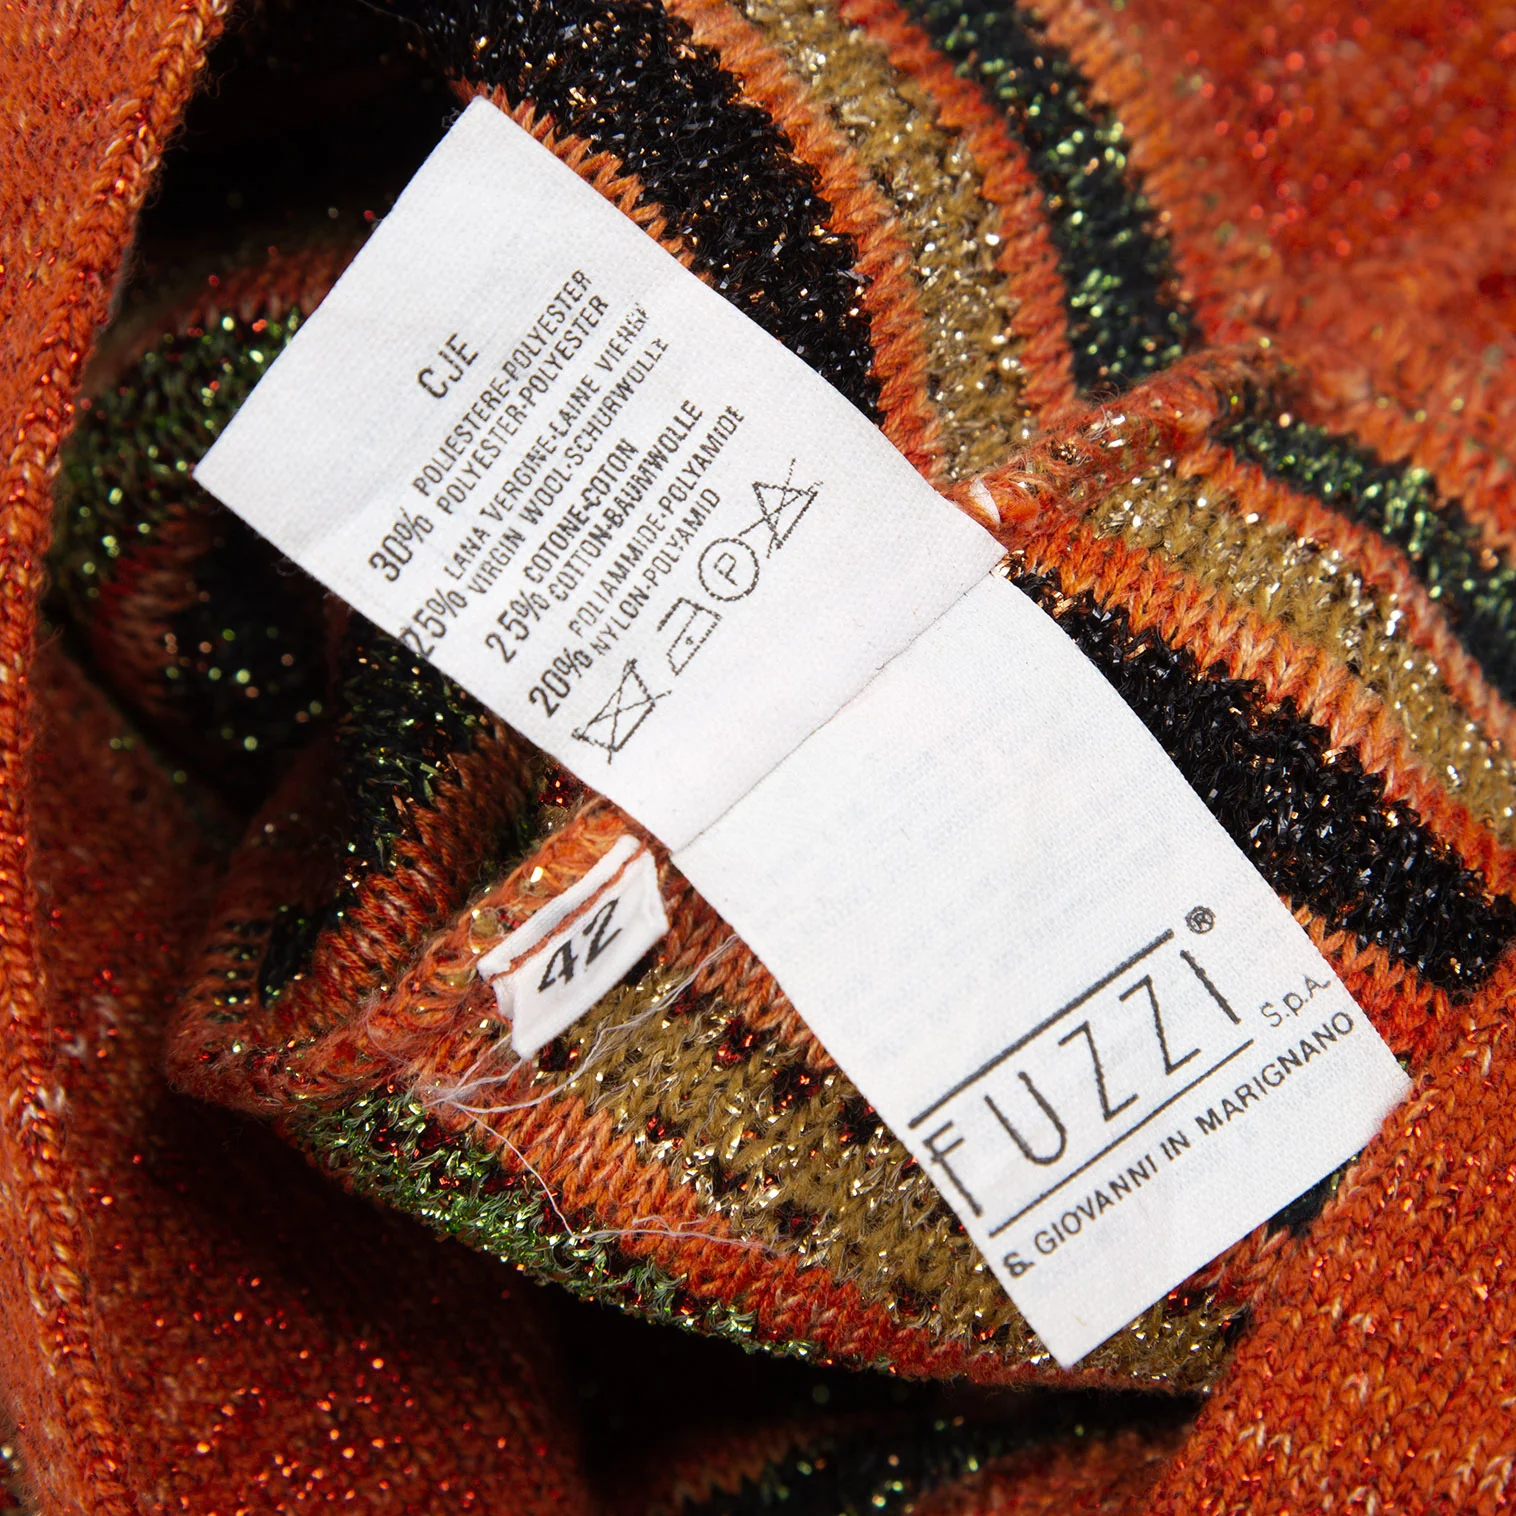 CJE
30% POLIESTERE-POLYESTER
POLYESTER-POLYESTER
25% LANA VERGINE-LAINE VIERGE
VIRGIN WOOL-SCHURWOLLE
25% COTONE-COTON
COTTON-BAUMWOLLE
20% POLIAMMIDE-POLYAMIDE
NYLON-POLYAMID
P
42
FUZZI® S.p.A.
& GIOVANNI IN MARIGNANO